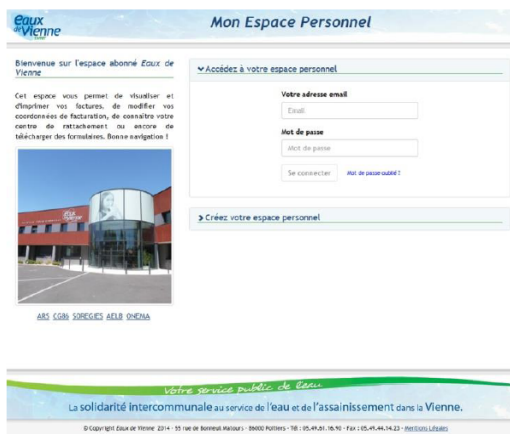 eaux
de Vienne
Mon Espace Personnel
Bienvenue sur l'espace abonné Eaux de
Vienne
Cet espace vous permet de visualiser et
d'imprimer vos factures, de modifier vos
coordonnées de facturation, de connaître votre
centre de rattachement ou encore de
télécharger des formulaires. Bonne navigation !
ARS CG86 SOREGIES AELB ONEMA
Accédez à votre espace personnel
Votre adresse email
Email
Mot de passe
Mot de passe
Se connecter Mot de passe oublié ?
Créez votre espace personnel
Votre service public de l'eau
La solidarité intercommunale au service de l'eau et de l'assainissement dans la Vienne.
© Copyright Eaux de Vienne 2014 - 55 rue de Bonneuil Matours - 86000 Poitiers - Tél : 05.49.61.16.90 - Fax : 05.49.44.14.23 - Mentions Légales